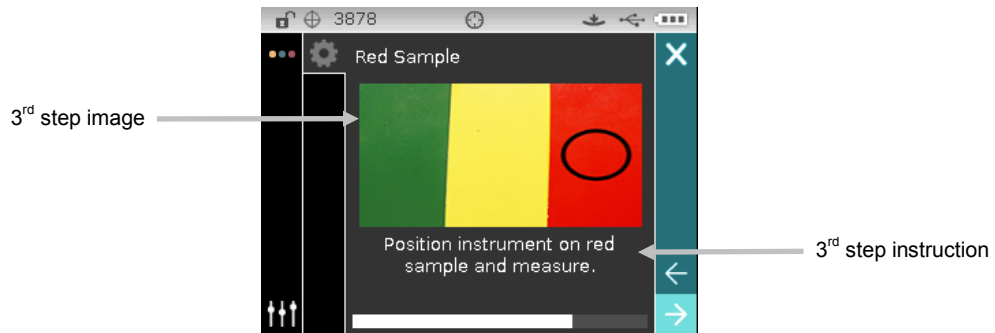 3878
Red Sample
3rd step image
Position instrument on red
sample and measure.
3rd step instruction